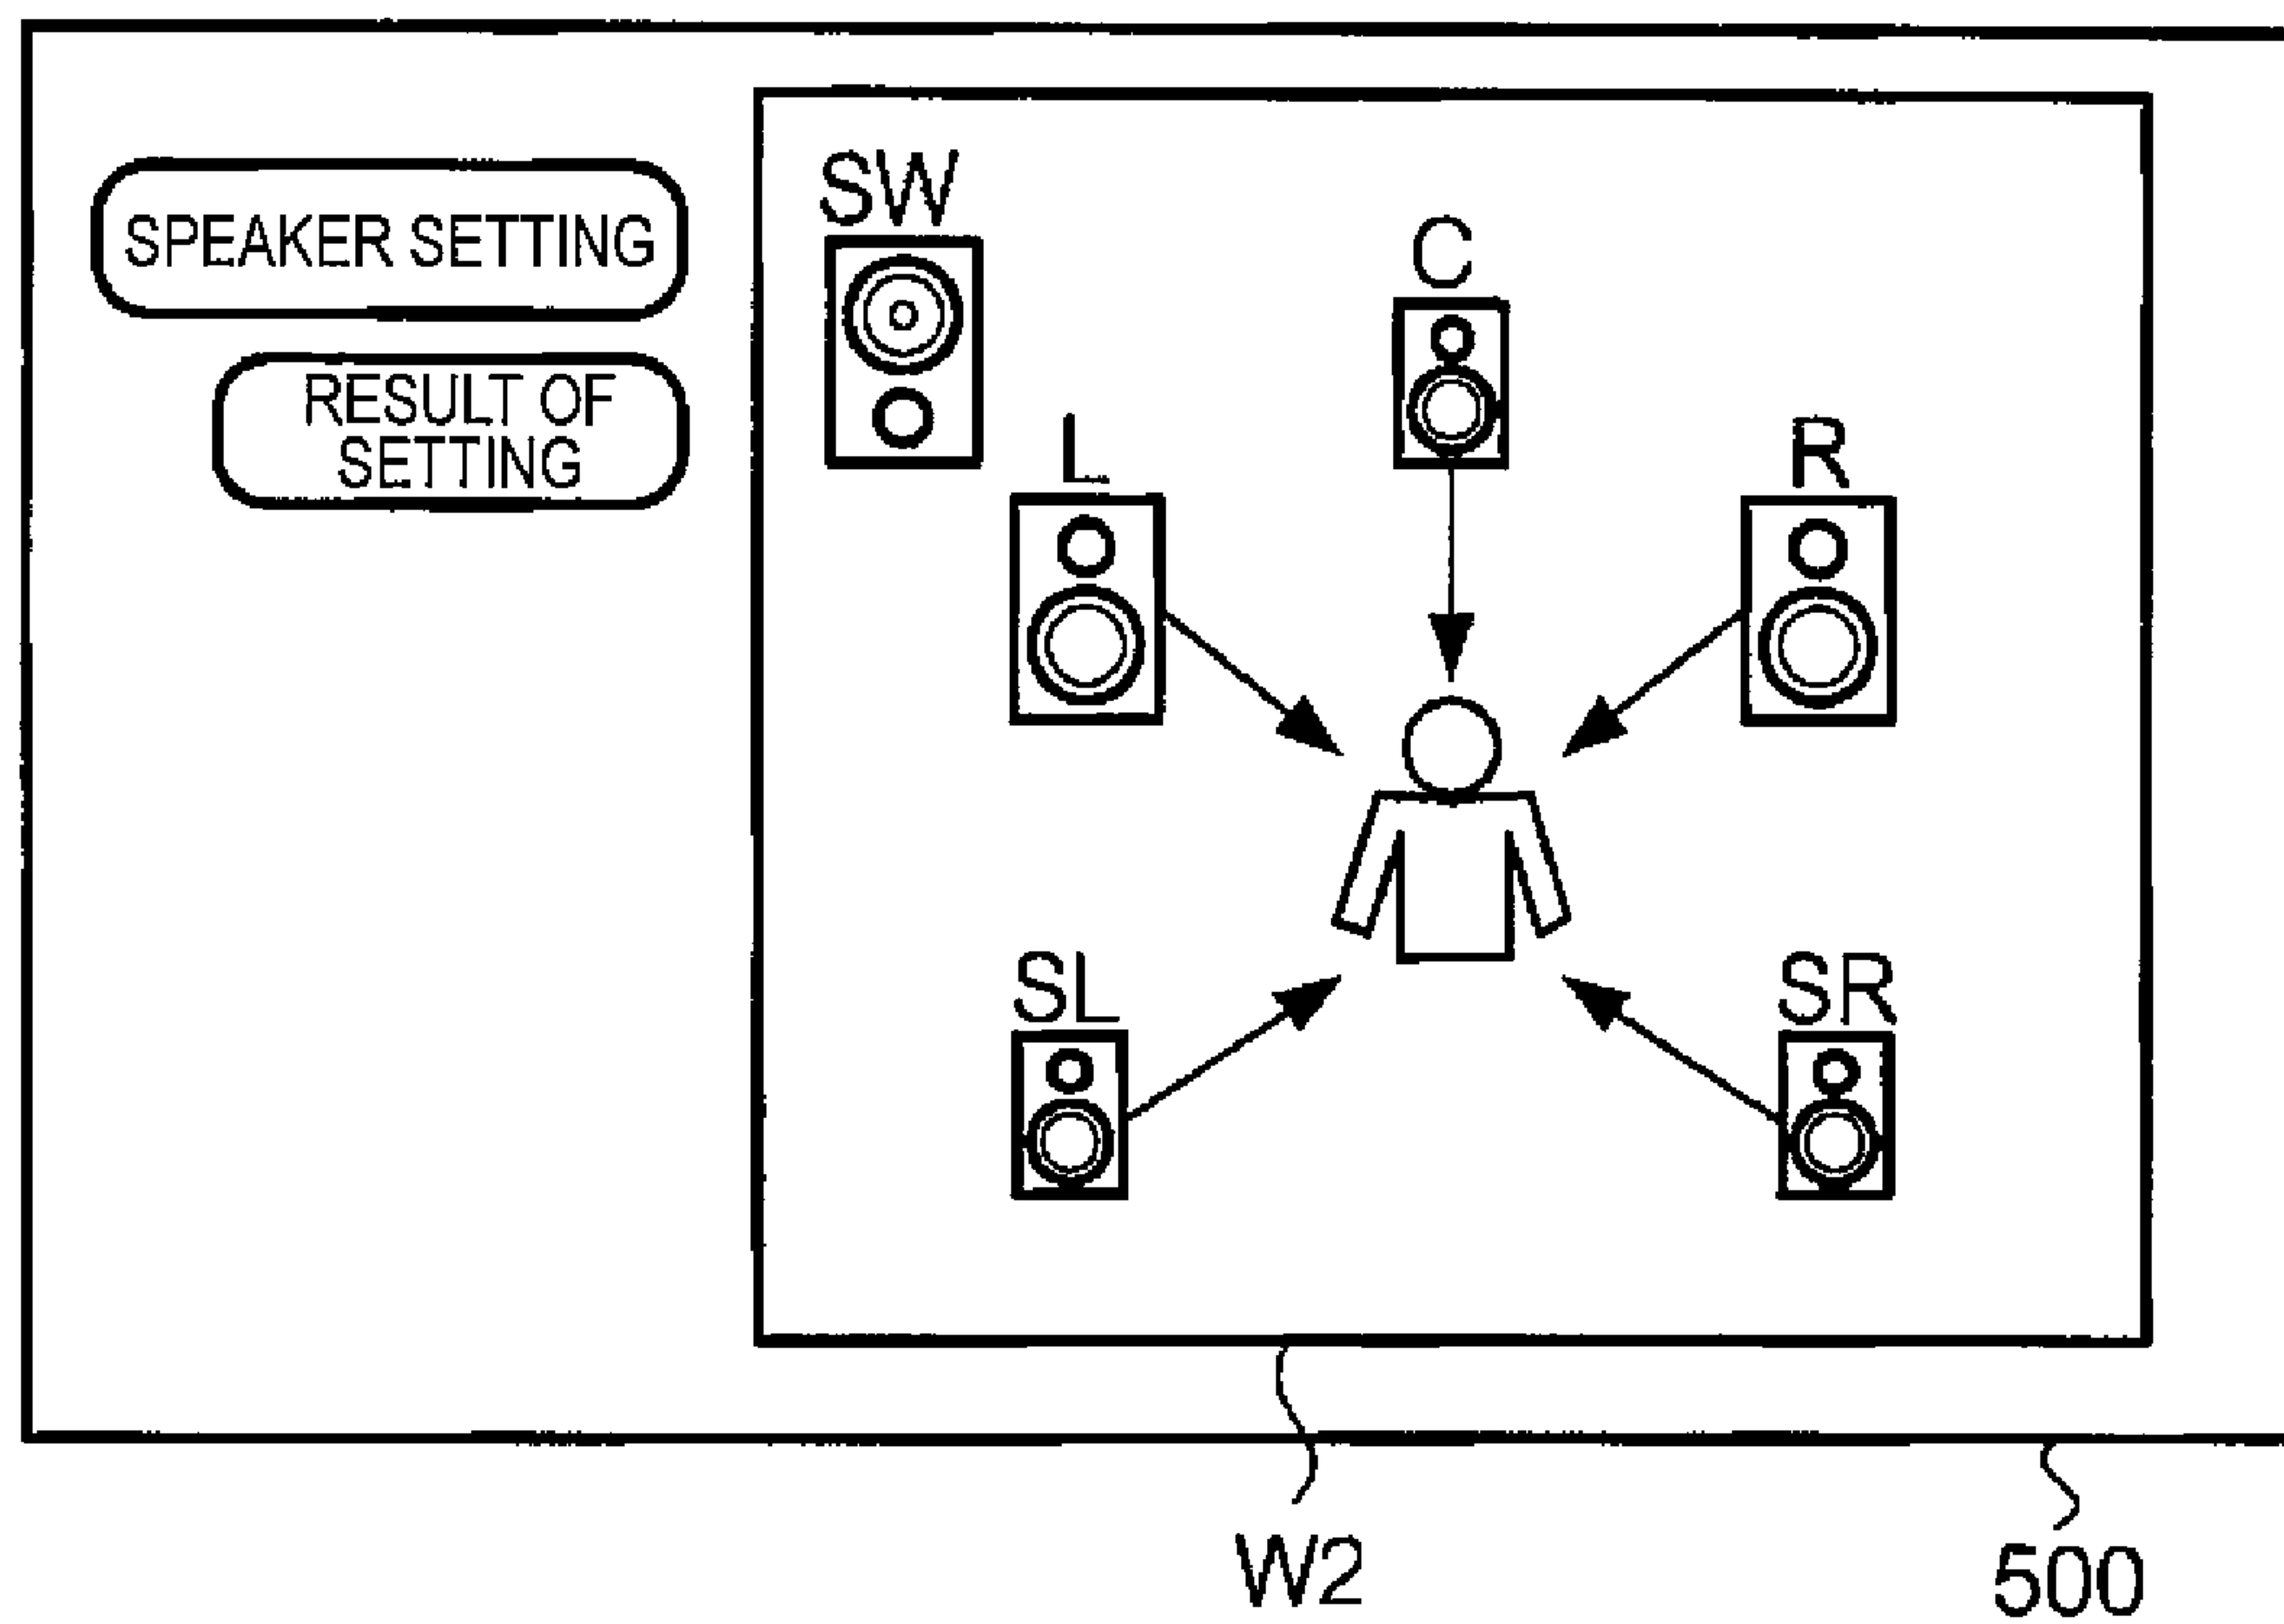 SPEAKER SETTING
RESULT OF
SETTING
SW
C
L
R
SL
SR
W2
500